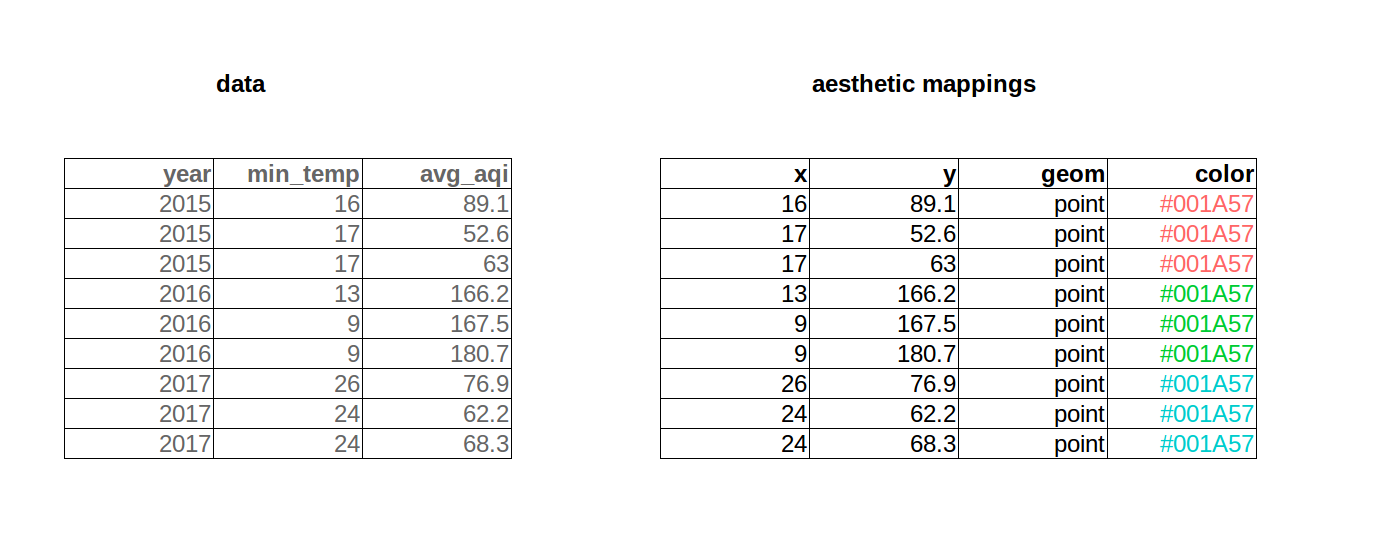 data aesthetic mappings
year min_temp avg_aqi x y geom color
2015 16 89.1 16 89.1 point #001A57
2015 17 52.6 17 52.6 point #001A57
2015 17 63 17 63 point #001A57
2016 13 166.2 13 166.2 point #001A57
2016 9 167.5 9 167.5 point #001A57
2016 9 180.7 9 180.7 point #001A57
2017 26 76.9 26 76.9 point #001A57
2017 24 62.2 24 62.2 point #001A57
2017 24 68.3 24 68.3 point #001A57